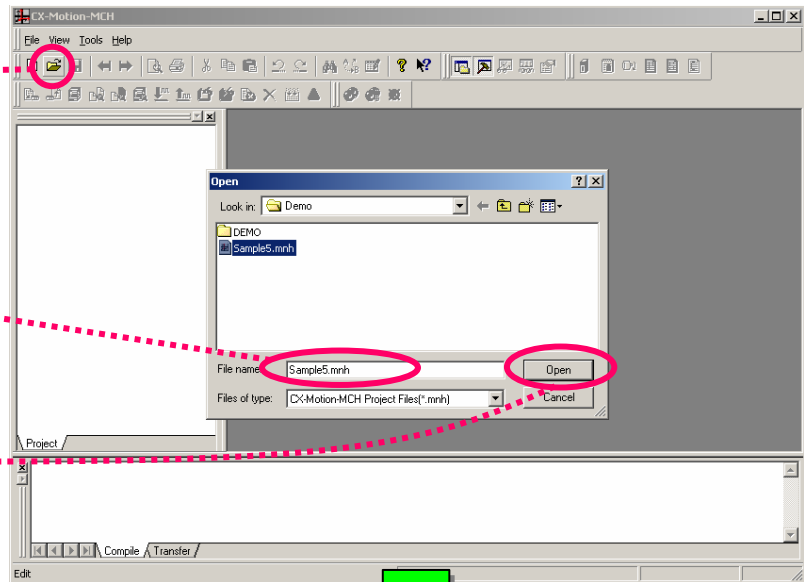 CX-Motion-MCH
File View Tools Help
Open
Look in: Demo
DEMO
Sample5.mnh
File name: Sample5.mnh
Open
Files of type: CX-Motion-MCH Project Files(*.mnh)
Cancel
Project
Compile Transfer
Edit